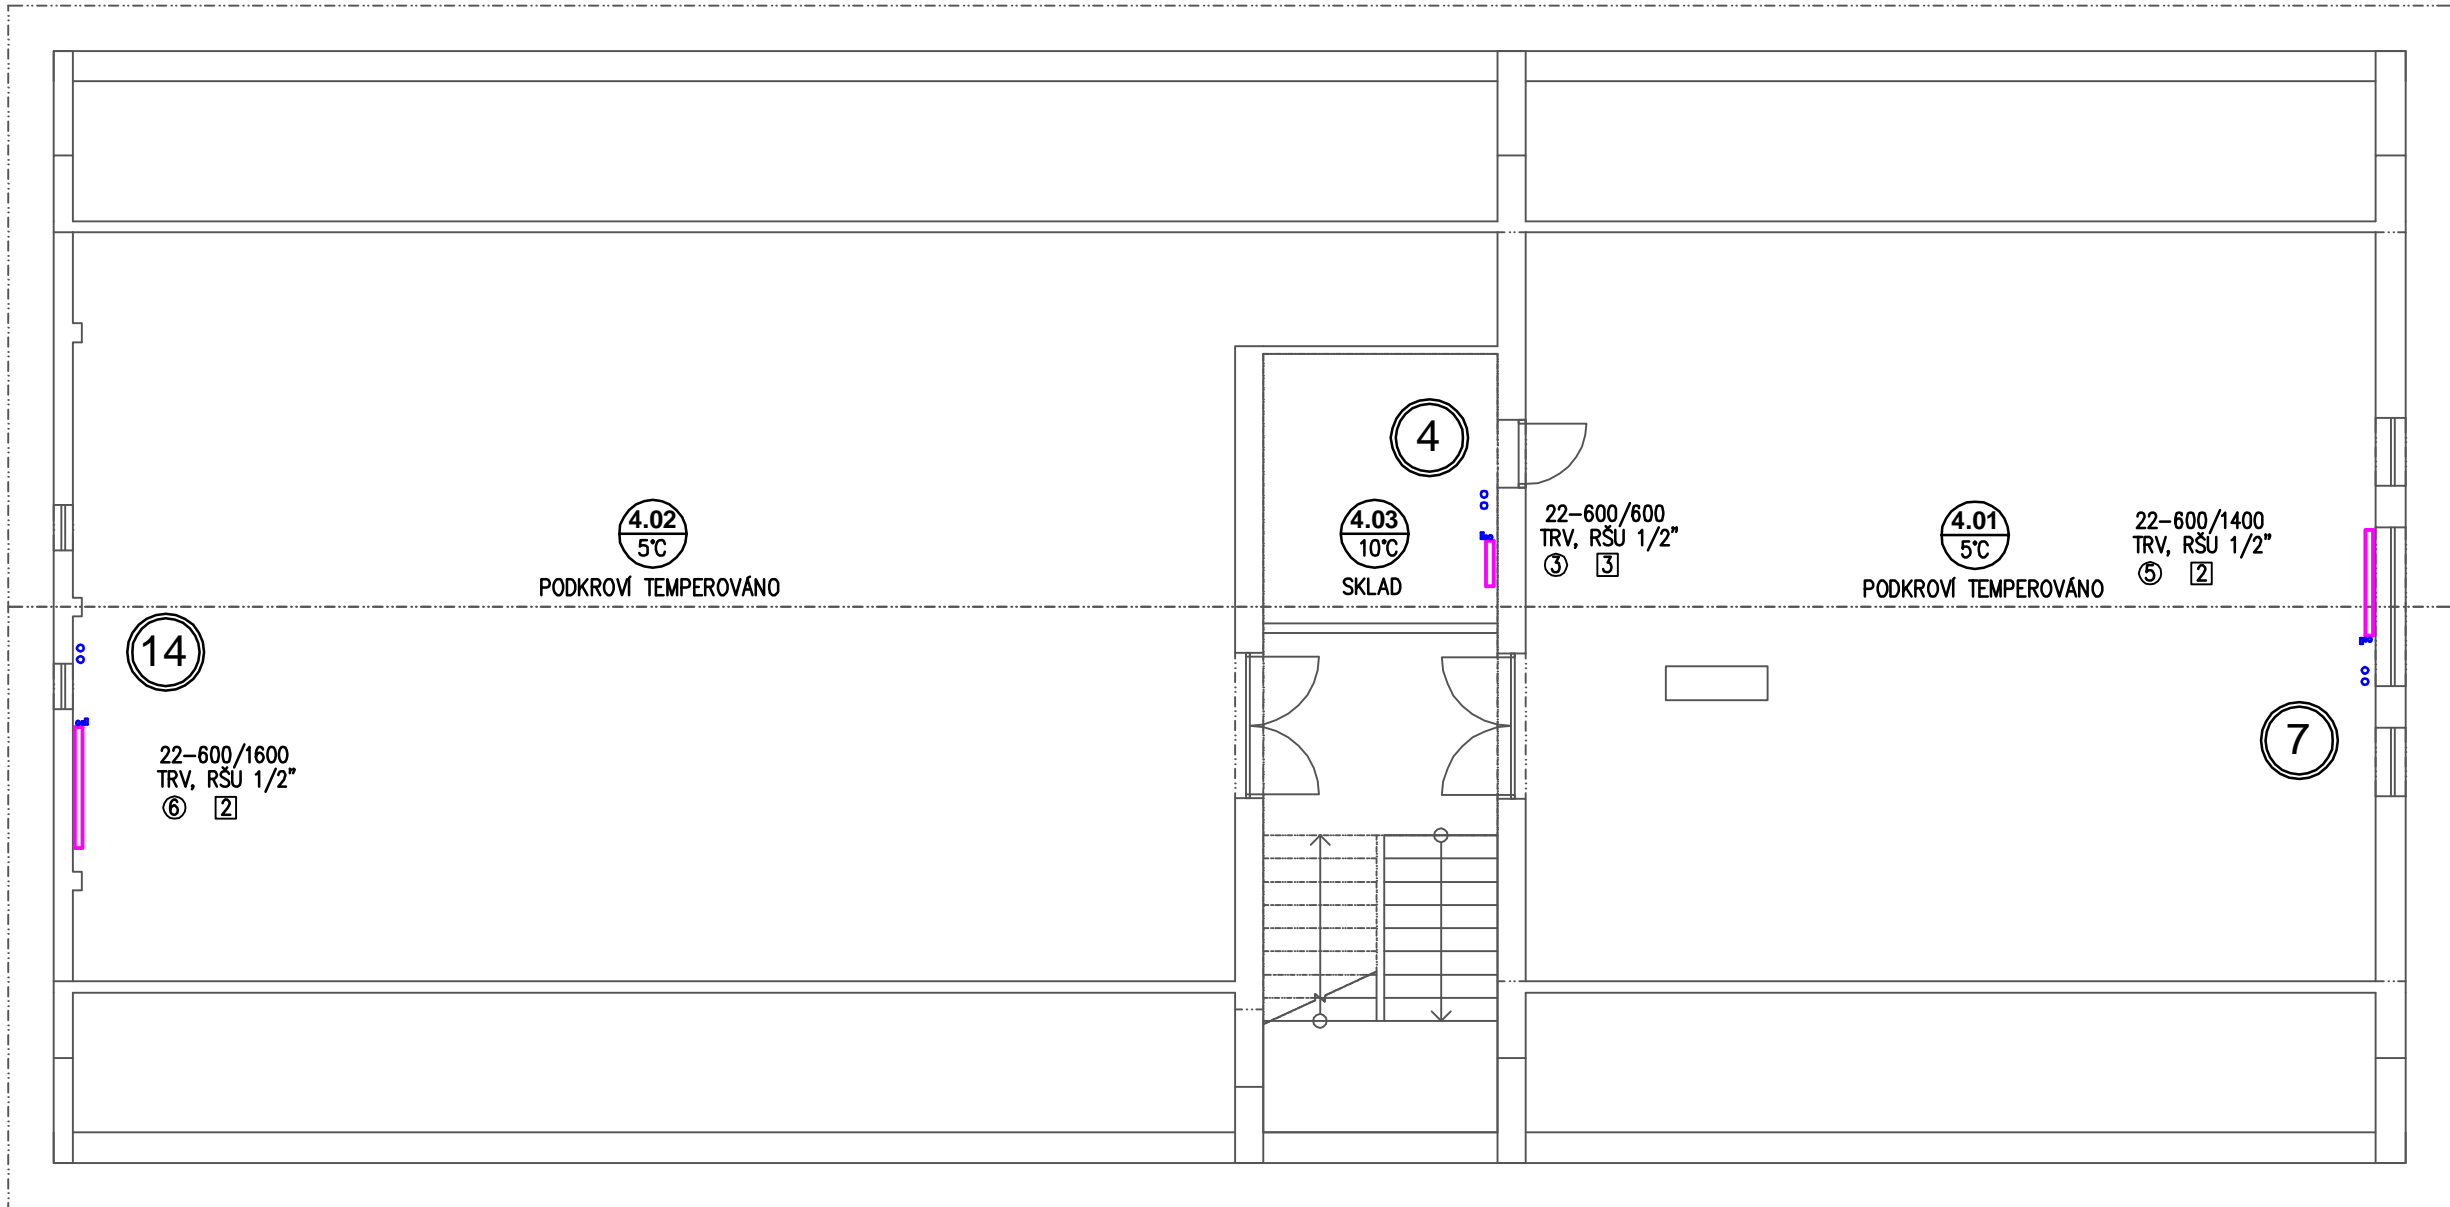 4
4.02
5°C
PODKROVÍ TEMPEROVÁNO
4.03
10°C
SKLAD
22-600/600
TRV, RŠU 1/2"
3 3
4.01
5°C
PODKROVÍ TEMPEROVÁNO
22-600/1400
TRV, RŠU 1/2"
5 2
14
22-600/1600
TRV, RŠU 1/2"
6 2
7